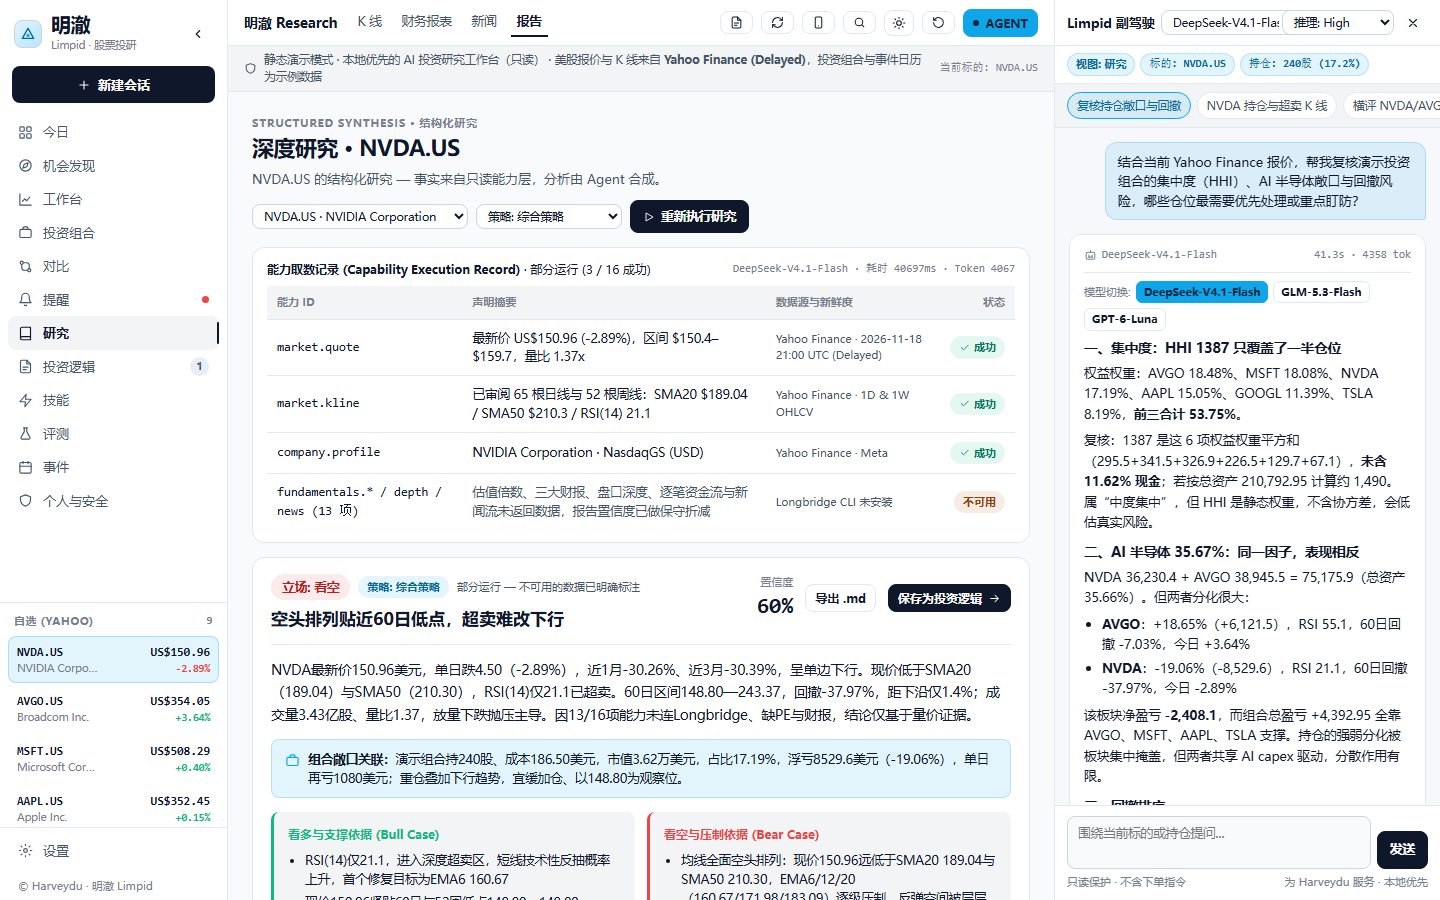 明澈
Limpid · 股票投研
新建会话
今日
机会发现
工作台
投资组合
对比
提醒
研究
投资逻辑
1
技能
评测
事件
个人与安全
自选 (YAHOO)
9
NVDA.US
US$150.96
NVIDIA Corpo...
-2.89%
AVGO.US
US$354.05
Broadcom Inc.
+3.64%
MSFT.US
US$508.29
Microsoft Cor...
+0.40%
AAPL.US
US$352.45
Apple Inc.
+0.15%
设置
© Harveydu · 明澈 Limpid
明澈 Research
K 线
财务报表
新闻
报告
AGENT
静态演示模式 · 本地优先的 AI 投资研究工作台（只读） · 美股报价与 K 线来自 Yahoo Finance (Delayed)，投资组合与事件日历
为示例数据
当前标的: NVDA.US
STRUCTURED SYNTHESIS • 结构化研究
深度研究 • NVDA.US
NVDA.US 的结构化研究 — 事实来自只读能力层，分析由 Agent 合成。
NVDA.US · NVIDIA Corporation
策略: 综合策略
重新执行研究
能力取数记录 (Capability Execution Record) · 部分运行 (3 / 16 成功)
DeepSeek-V4.1-Flash · 耗时 40697ms · Token 4067
能力 ID
声明摘要
数据源与新鲜度
状态
market.quote
最新价 US$150.96 (-2.89%)，区间 $150.4–
$159.7，量比 1.37x
Yahoo Finance · 2026-11-18
21:00 UTC (Delayed)
成功
market.kline
已审阅 65 根日线与 52 根周线：SMA20 $189.04
/ SMA50 $210.3 / RSI(14) 21.1
Yahoo Finance · 1D & 1W
OHLCV
成功
company.profile
NVIDIA Corporation · NasdaqGS (USD)
Yahoo Finance · Meta
成功
fundamentals.* / depth /
news (13 项)
估值倍数、三大财报、盘口深度、逐笔资金流与新
闻流未返回数据，报告置信度已做保守折减
Longbridge CLI 未安装
不可用
立场: 看空
策略: 综合策略
部分运行 — 不可用的数据已明确标注
空头排列贴近60日低点，超卖难改下行
置信度
60%
导出 .md
保存为投资逻辑 →
NVDA最新价150.96美元，单日跌4.50（-2.89%），近1月-30.26%、近3月-30.39%，呈单边下行。现价低于SMA20
（189.04）与SMA50（210.30），RSI(14)仅21.1已超卖。60日区间148.80—243.37，回撤-37.97%，距下沿仅1.4%；成
交量3.43亿股、量比1.37，放量下跌抛压主导。因13/16项能力未连Longbridge、缺PE与财报，结论仅基于量价证据。
组合敞口关联：演示组合持240股、成本186.50美元，市值3.62万美元，占比17.19%，浮亏8529.6美元（-19.06%），单日
再亏1080美元；重仓叠加下行趋势，宜缓加仓、以148.80为观察位。
看多与支撑依据 (Bull Case)
RSI(14)仅21.1，进入深度超卖区，短线技术性反抽概率
上升，首个修复目标为EMA6 160.67
看空与压制依据 (Bear Case)
均线全面空头排列：现价150.96远低于SMA20 189.04与
SMA50 210.30，EMA6/12/20
（160.67/171.98/183.09）逐级压制，反弹空间被层层
Limpid 副驾驶
DeepSeek-V4.1-Flas
推理: High
视图: 研究
标的: NVDA.US
持仓: 240股 (17.2%)
复核持仓敞口与回撤
NVDA 持仓与超卖 K 线
横评 NVDA/AVG
结合当前 Yahoo Finance 报价，帮我复核演示投资
组合的集中度（HHI）、AI 半导体敞口与回撤风
险，哪些仓位最需要优先处理或重点盯防？
DeepSeek-V4.1-Flash
41.3s · 4358 tok
模型切换:
DeepSeek-V4.1-Flash
GLM-5.3-Flash
GPT-6-Luna
一、集中度：HHI 1387 只覆盖了一半仓位
权益权重：AVGO 18.48%、MSFT 18.08%、NVDA
17.19%、AAPL 15.05%、GOOGL 11.39%、TSLA
8.19%，前三合计 53.75%。
复核：1387 是这 6 项权益权重平方和
（295.5+341.5+326.9+226.5+129.7+67.1），未含
11.62% 现金；若按总资产 210,792.95 计算约 1,490。
属“中度集中”，但 HHI 是静态权重，不含协方差，会低
估真实风险。
二、AI 半导体 35.67%：同一因子，表现相反
NVDA 36,230.4 + AVGO 38,945.5 = 75,175.9（总资产
35.66%）。但两者分化很大：
AVGO：+18.65%（+6,121.5），RSI 55.1，60日回
撤 -7.03%，今日 +3.64%
NVDA：-19.06%（-8,529.6），RSI 21.1，60日回撤
-37.97%，今日 -2.89%
该板块净盈亏 -2,408.1，而组合总盈亏 +4,392.95 全靠
AVGO、MSFT、AAPL、TSLA 支撑。持仓的强弱分化被
板块集中掩盖，但两者共享 AI capex 驱动，分散作用有
限。
围绕当前标的或持仓提问...
发送
只读保护 · 不含下单指令
为 Harveydu 服务 · 本地优先